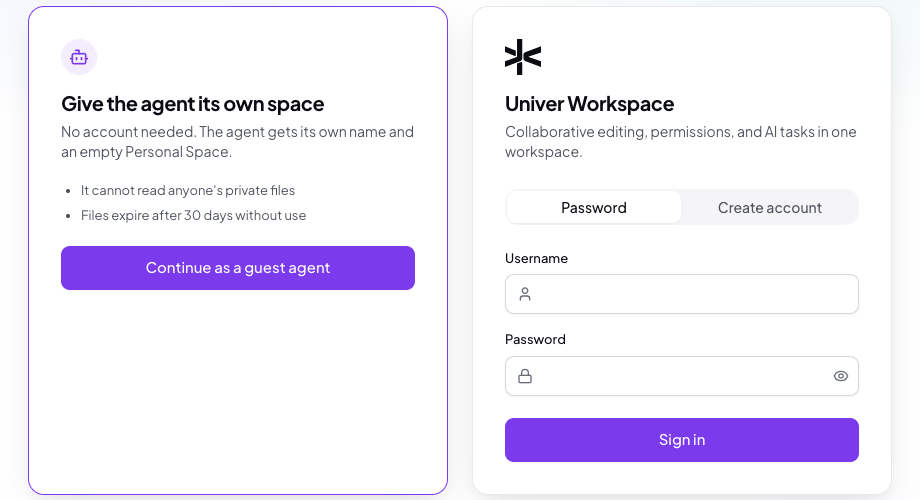 Give the agent its own space
No account needed. The agent gets its own name and
an empty Personal Space.
• It cannot read anyone's private files
• Files expire after 30 days without use
Continue as a guest agent
Univer Workspace
Collaborative editing, permissions, and AI tasks in one
workspace.
Password
Create account
Username
Password
Sign in